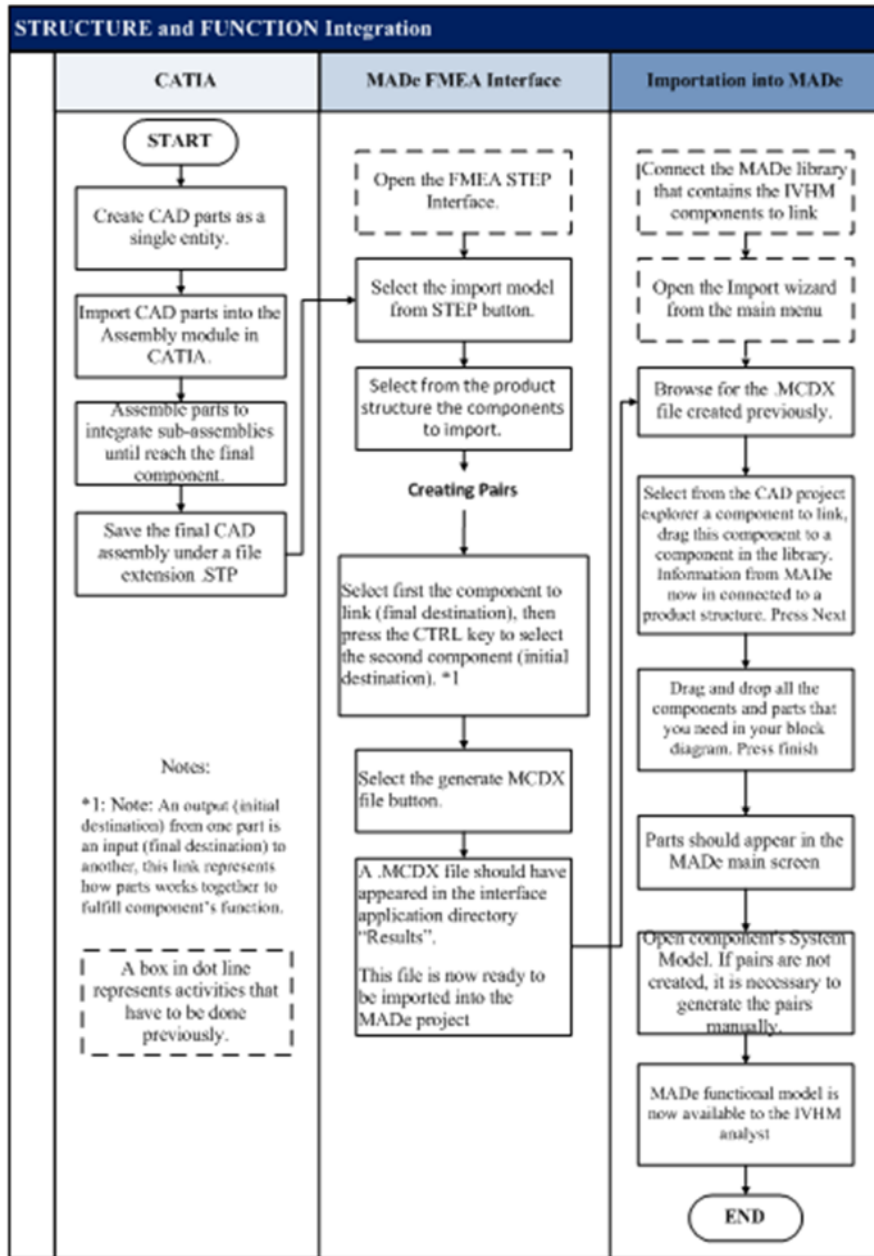 STRUCTURE and FUNCTION Integration
CATIA
START
Create CAD parts as a
single entity.
Import CAD parts into the
Assembly module in
CATIA.
Assemble parts to
integrate sub-assemblies
until reach the final
component.
Save the final CAD
assembly under a file
extension .STP
Notes:
*1: Note: An output (initial
destination) from one part is
an input (final destination) to
another, this link represents
how parts works together to
fulfill component's function.
A box in dot line
represents activities that
have to be done
previously.
MADe FMEA Interface
Open the FMEA STEP
Interface.
Select the import model
from STEP button.
Select from the product
structure the components
to import.
Creating Pairs
Select first the component to
link (final destination), then
press the CTRL key to select
the second component (initial
destination). *1
Select the generate MCDX
file button.
A .MCDX file should have
appeared in the interface
application directory
“Results”.
This file is now ready to
be imported into the
MADe project
Importation into MADe
Connect the MADe library
that contains the IVHM
components to link
Open the Import wizard
from the main menu
Browse for the .MCDX
file created previously.
Select from the CAD project
explorer a component to link,
drag this component to a
component in the library.
Information from MADe
now in connected to a
product structure. Press Next
Drag and drop all the
components and parts that
you need in your block
diagram. Press finish
Parts should appear in the
MADe main screen
Open component's System
Model. If pairs are not
created, it is necessary to
generate the pairs
manually.
MADe functional model is
now available to the IVHM
analyst
END